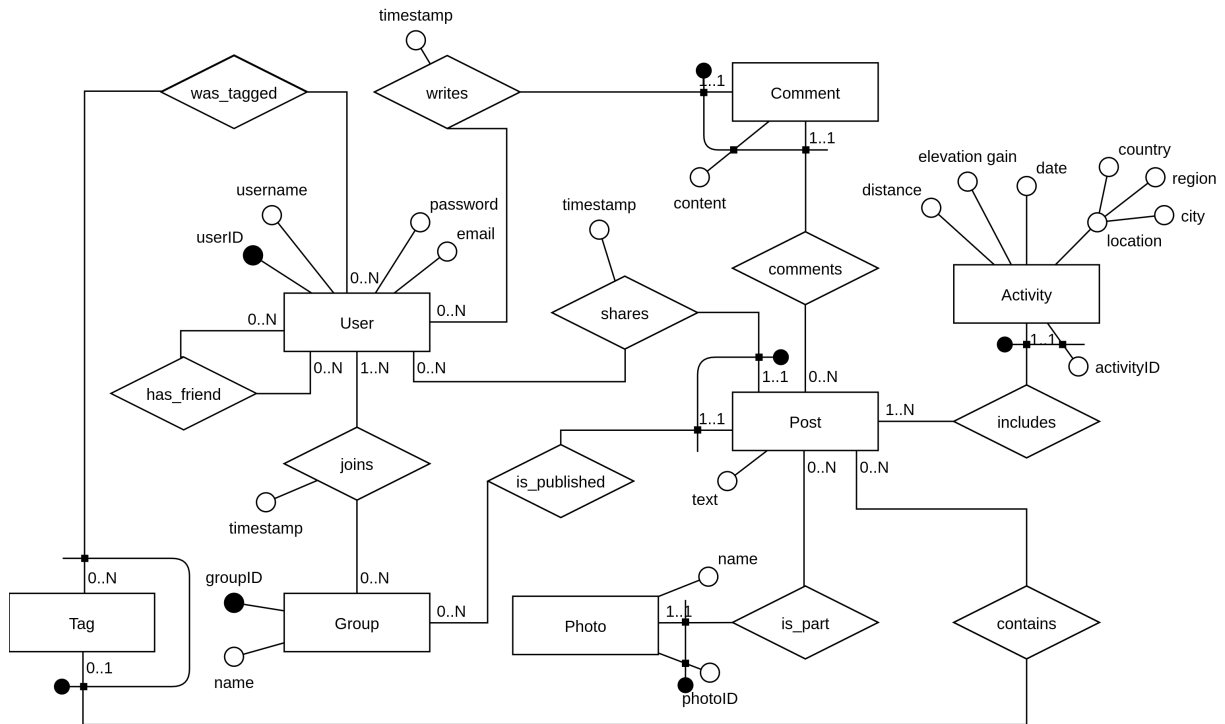 timestamp
was_tagged
writes
1..1
Comment
1..1
content
elevation gain
country
date
region
distance
city
location
username
password
userID
email
timestamp
comments
Activity
0..N
User
0..N
0..N
shares
1..1
activityID
has_friend
0..N
1..N
0..N
1..1
0..N
1..1
Post
1..N
includes
joins
is_published
text
0..N
0..N
timestamp
0..N
groupID
0..N
name
Tag
Group
0..N
Photo
1..1
is_part
contains
0..1
name
photoID